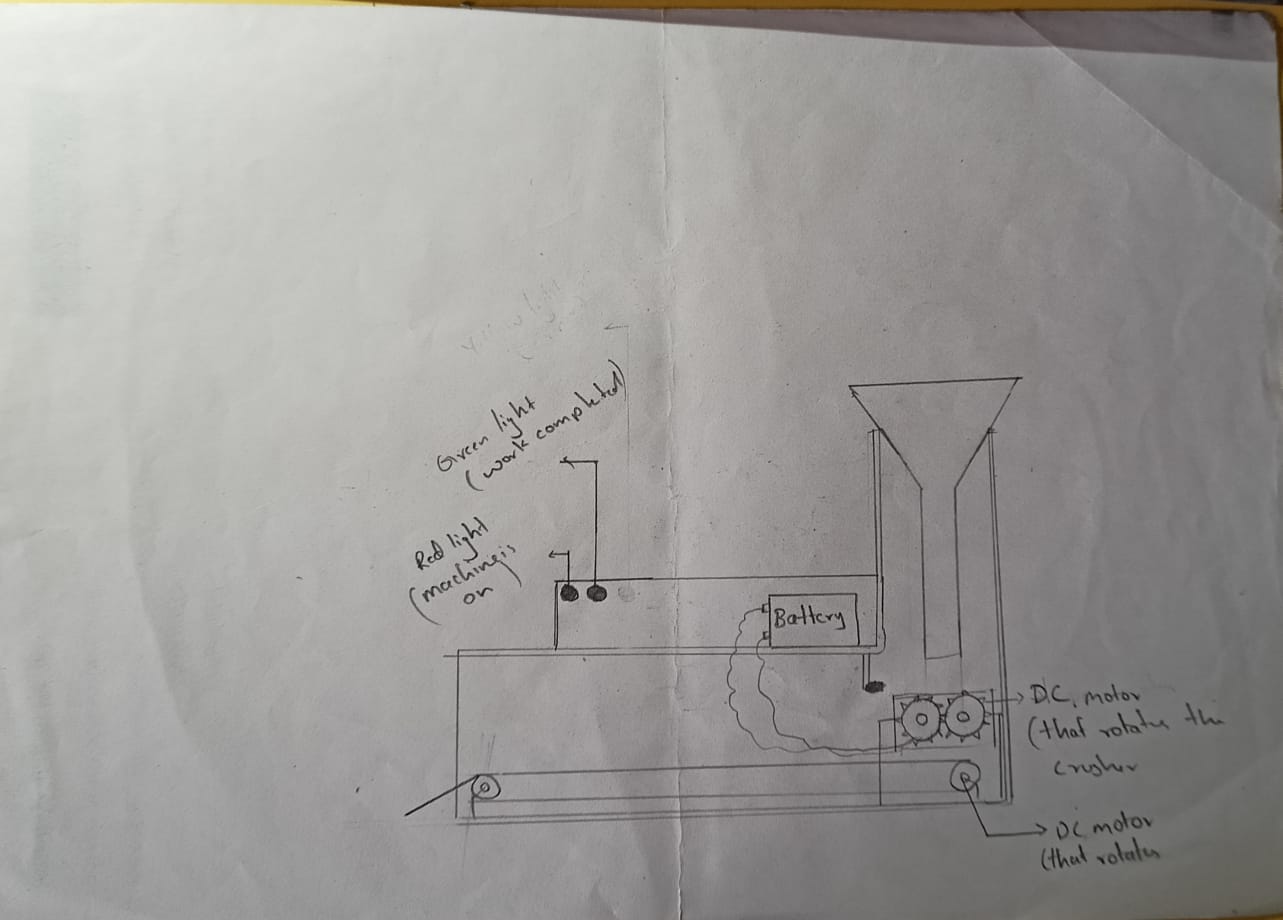 light
Green light
(work completed)
Red light
(machine is
on )
Battery
D.C. motor
(that rotates the
crusher
DC motor
(that rotates